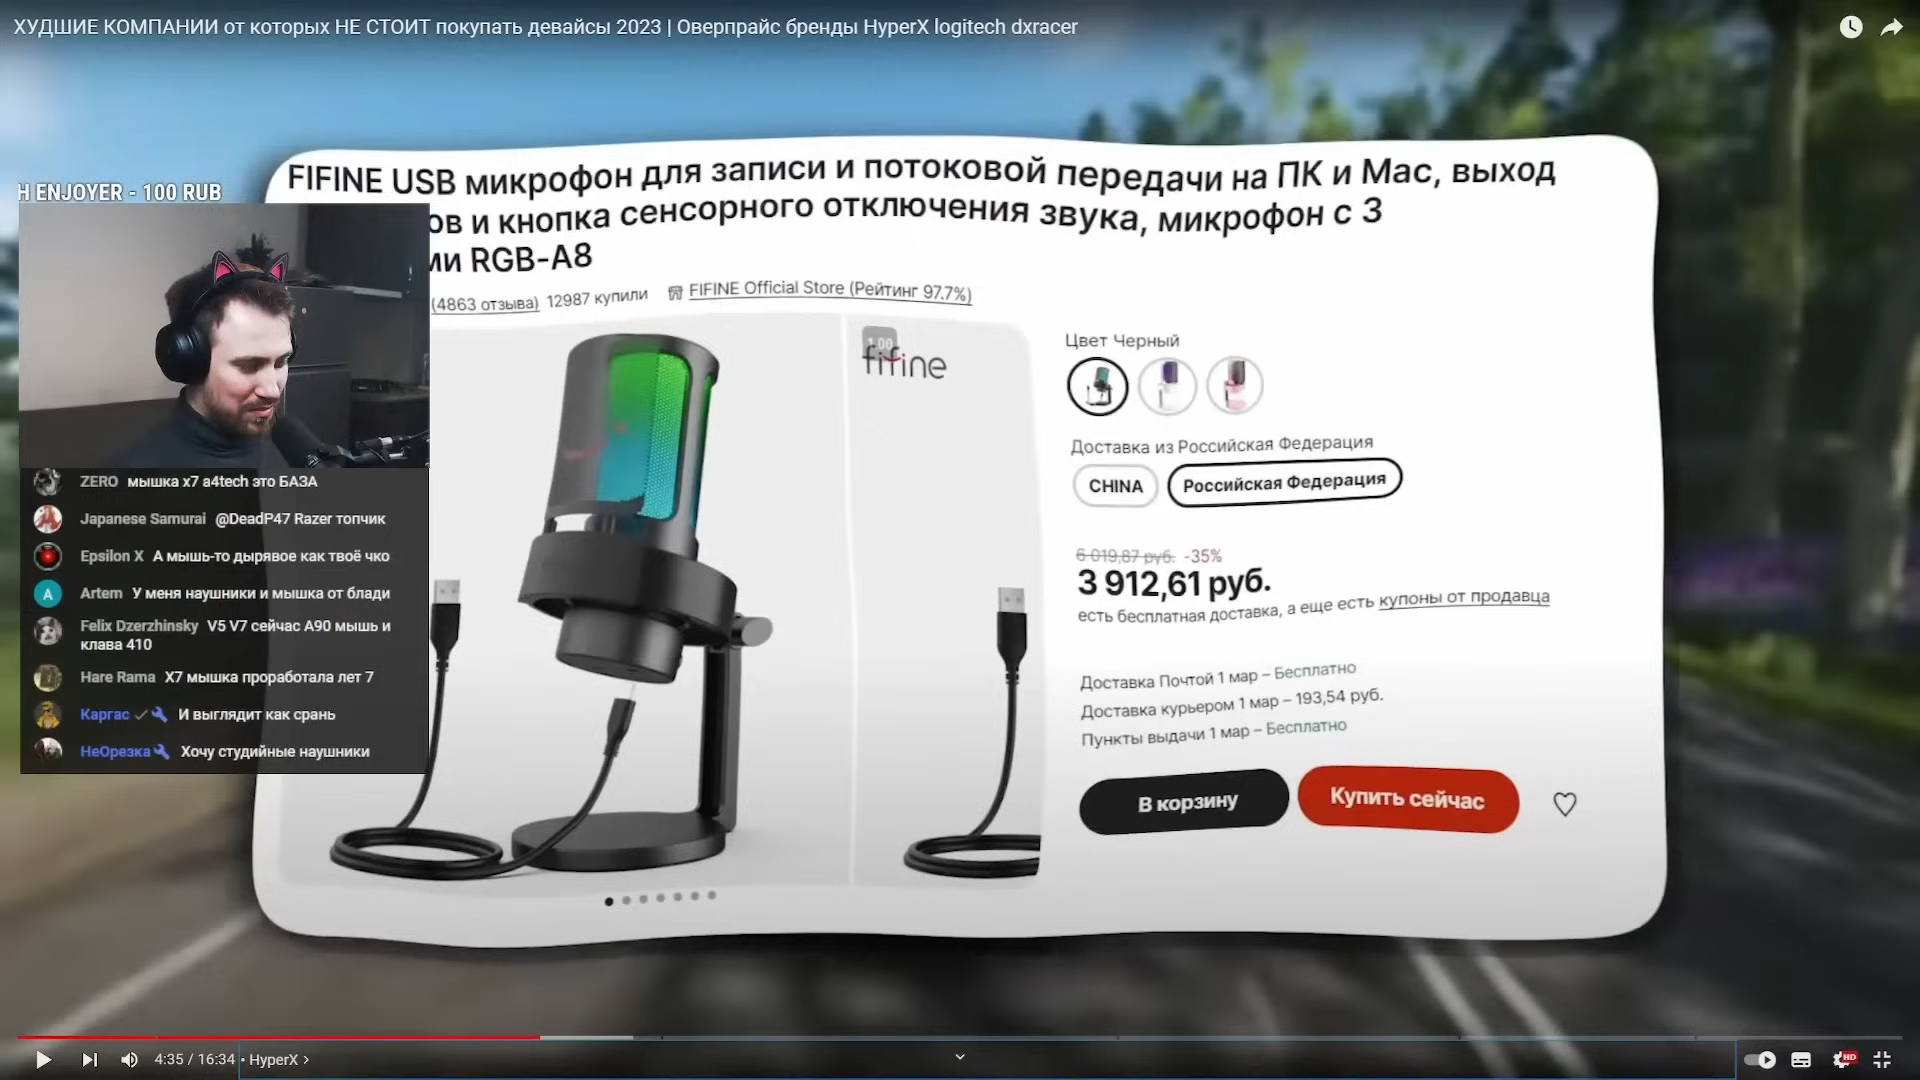 ХУДШИЕ КОМПАНИИ от которых НЕ СТОИТ покупать девайсы 2023 | Оверпрайс бренды HyperX logitech dxracer
H ENJOYER - 100 RUB
FIFINE USB микрофон для записи и потоковой передачи на ПК и Mac, выход
ов и кнопка сенсорного отключения звука, микрофон с 3
ми RGB-A8
(4863 отзыва) 12987 купили FIFINE Official Store (Рейтинг 97.7%)
1.00
fifine
Цвет Черный
Доставка из Российская Федерация
CHINA Российская Федерация
6 019,87 руб. -35%
3 912,61 руб.
есть бесплатная доставка, а еще есть купоны от продавца
Доставка Почтой 1 мар – Бесплатно
Доставка курьером 1 мар – 193,54 руб.
Пункты выдачи 1 мар – Бесплатно
В корзину Купить сейчас
ZERO мышка x7 a4tech это БАЗА
Japanese Samurai @DeadP47 Razer топчик
Epsilon X А мышь-то дырявое как твоё чко
A Artem У меня наушники и мышка от блади
Felix Dzerzhinsky V5 V7 сейчас A90 мышь и
клава 410
Hare Rama X7 мышка проработала лет 7
Каргас И выглядит как срань
НеОрезка Хочу студийные наушники
4:35 / 16:34 • HyperX
HD